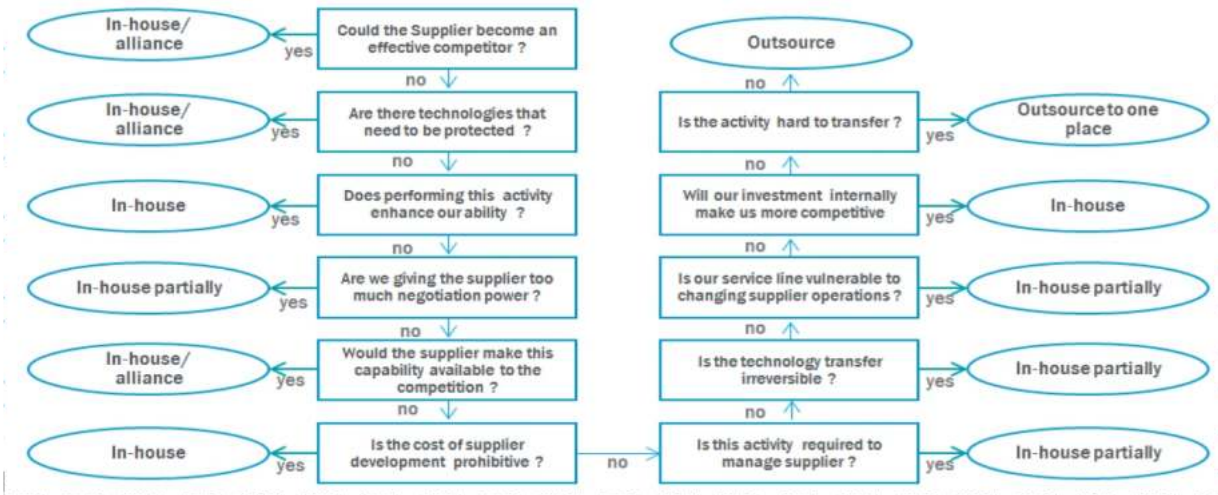 In-house/
alliance
yes
Could the Supplier become an
effective competitor ?
no
In-house/
alliance
yes
Are there technologies that
need to be protected ?
no
In-house
yes
Does performing this activity
enhance our ability ?
no
In-house partially
yes
Are we giving the supplier too
much negotiation power ?
no
In-house/
alliance
yes
Would the supplier make this
capability available to the
competition ?
no
In-house
yes
Is the cost of supplier
development prohibitive ?
no
Is this activity required to
manage supplier ?
yes
In-house partially
no
Is the technology transfer
irreversible ?
yes
In-house partially
no
Is our service line vulnerable to
changing supplier operations ?
yes
In-house partially
no
Will our investment internally
make us more competitive
yes
In-house
no
Is the activity hard to transfer ?
yes
Outsource to one
place
no
Outsource